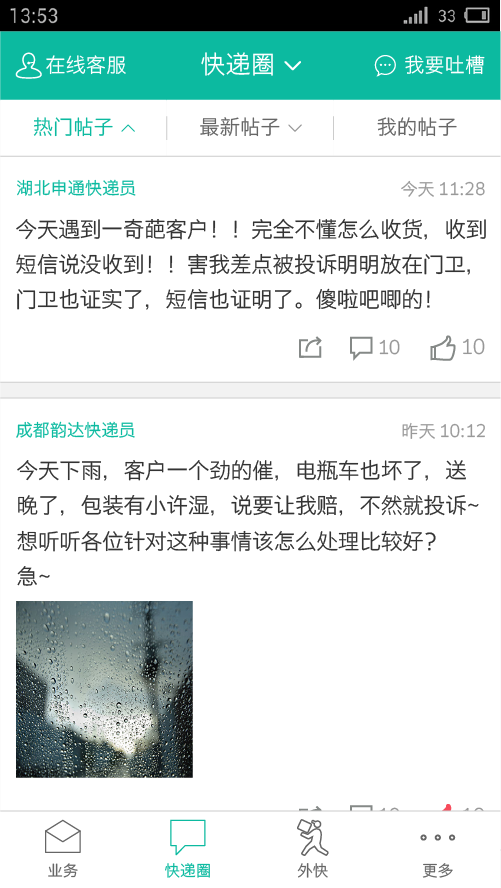 13:53
33
在线客服
快递圈
我要吐槽
热门帖子
最新帖子
我的帖子
湖北申通快递员
今天 11:28
今天遇到一奇葩客户！！完全不懂怎么收货，收到
短信说没收到！！害我差点被投诉明明放在门卫，
门卫也证实了，短信也证明了。傻啦吧唧的！
10
10
成都韵达快递员
昨天 10:12
今天下雨，客户一个劲的催，电瓶车也坏了，送
晚了，包装有小许湿，说要让我赔，不然就投诉~
想听听各位针对这种事情该怎么处理比较好？
急~
业务
快递圈
外快
更多